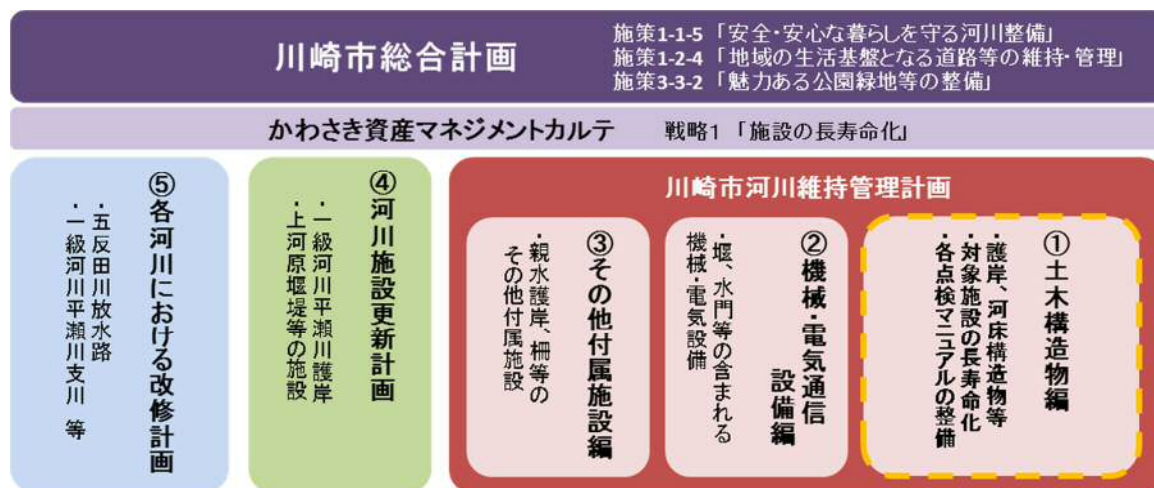 川崎市総合計画
施策1-1-5「安全・安心な暮らしを守る河川整備」
施策1-2-4「地域の生活基盤となる道路等の維持・管理」
施策3-3-2「魅力ある公園緑地等の整備」
かわさき資産マネジメントカルテ 戦略1 「施設の長寿命化」
川崎市河川維持管理計画
①土木構造物編
・護岸、河床構造物等
・対象施設の長寿命化
・各点検マニュアルの整備
②機械・電気通信
設備編
・堰、水門等の含まれる
機械・電気設備
③その他付属施設編
・親水護岸、柵等の
その他付属施設
④河川施設更新計画
・一級河川平瀬川護岸
・上河原堰堤等の施設
⑤各河川における改修計画
・五反田川放水路
・一級河川平瀬川支川 等